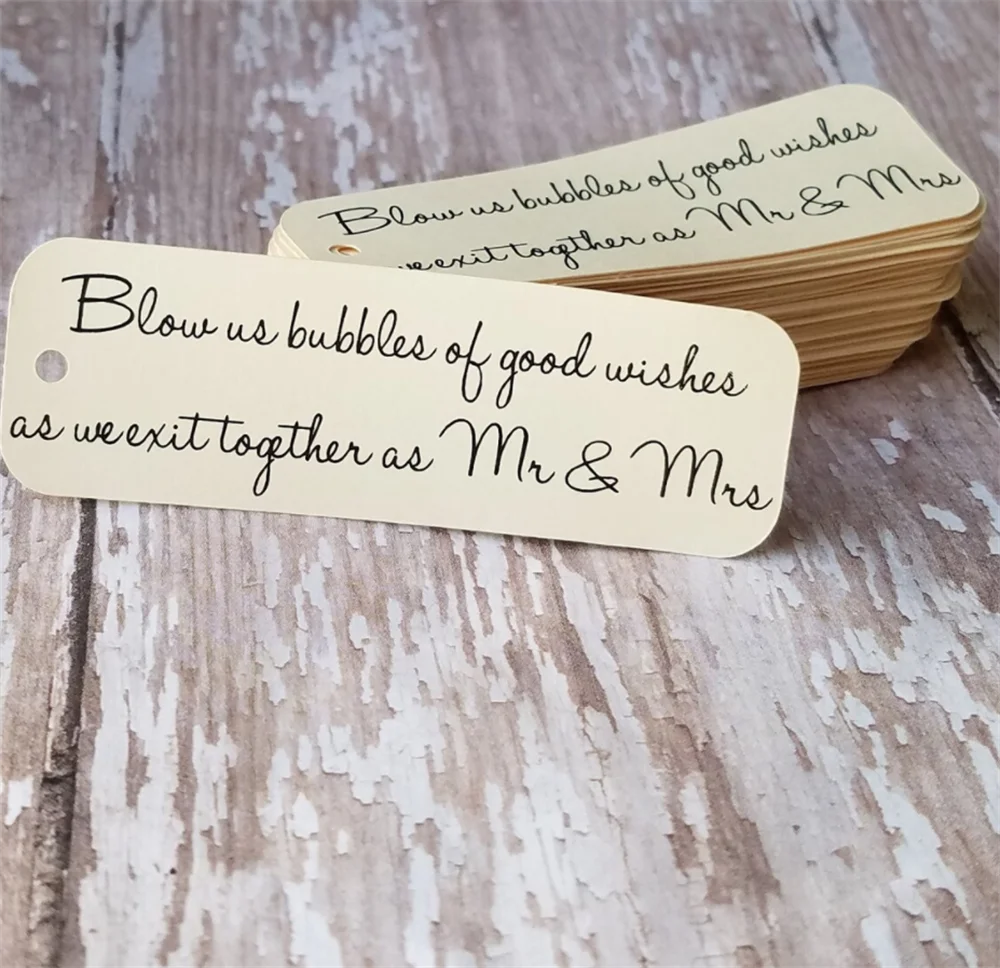 Blow us bubbles of good wishes
we exit together as Mr & Mrs
Blow us bubbles of good wishes
as we exit together as Mr & Mrs